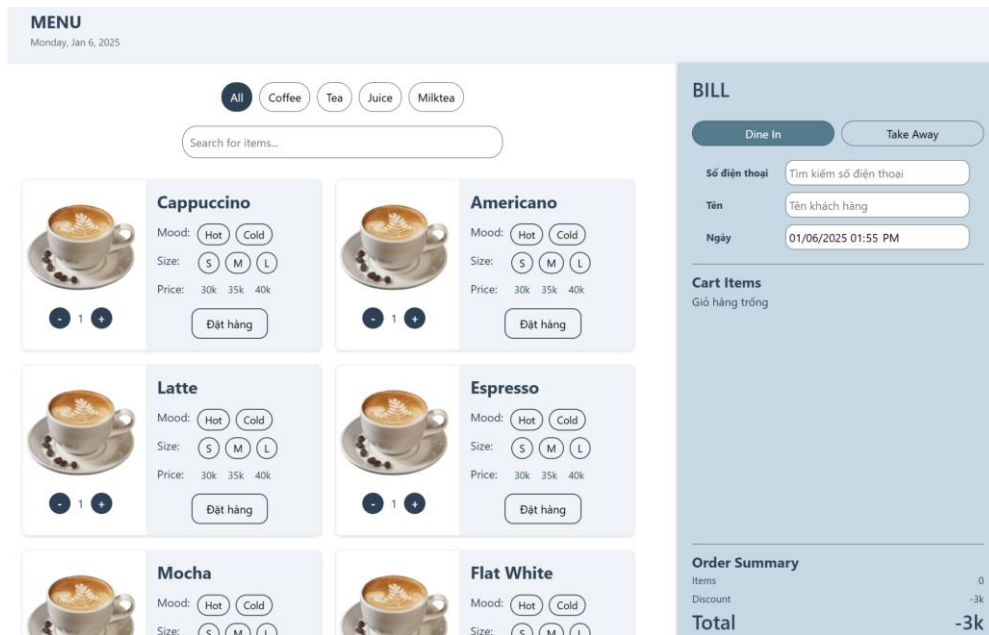 MENU
Monday, Jan 6, 2025
All Coffee Tea Juice Milktea
Search for items...
Cappuccino
Mood: Hot Cold
Size: S M L
Price: 30k 35k 40k
- 1 +
Đặt hàng
Americano
Mood: Hot Cold
Size: S M L
Price: 30k 35k 40k
- 1 +
Đặt hàng
Latte
Mood: Hot Cold
Size: S M L
Price: 30k 35k 40k
- 1 +
Đặt hàng
Espresso
Mood: Hot Cold
Size: S M L
Price: 30k 35k 40k
- 1 +
Đặt hàng
Mocha
Mood: Hot Cold
Size: S M L
Flat White
Mood: Hot Cold
Size: S M L
BILL
Dine In Take Away
Số điện thoại Tìm kiếm số điện thoại
Tên Tên khách hàng
Ngày 01/06/2025 01:55 PM
Cart Items
Giỏ hàng trống
Order Summary
Items 0
Discount -3k
Total -3k